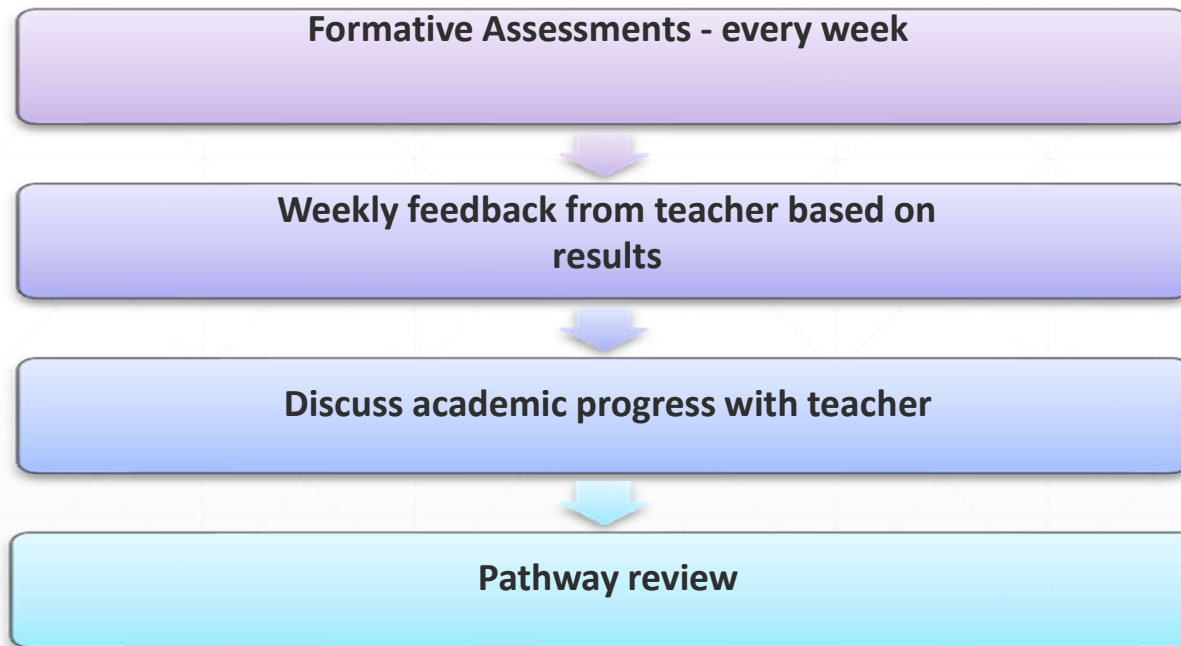 Formative Assessments - every week
Weekly feedback from teacher based on
results
Discuss academic progress with teacher
Pathway review